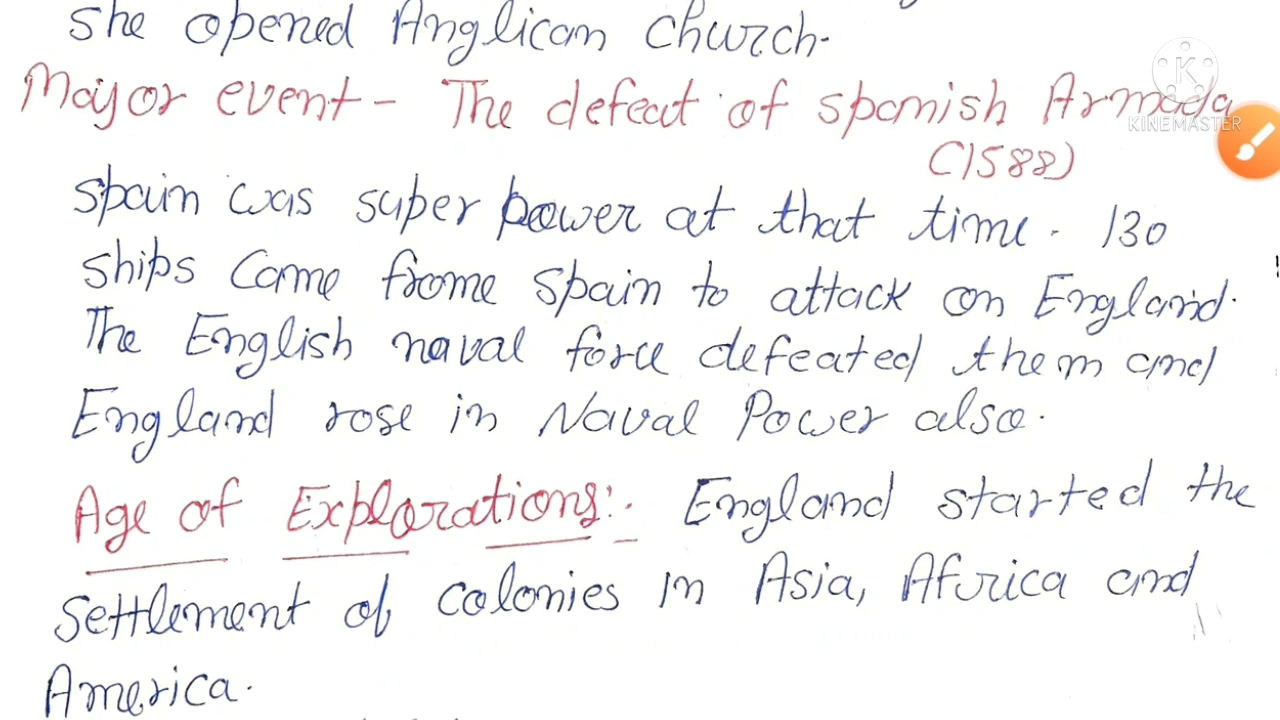 She opened Anglican church.
Major event - The defeat of spanish Armada
(1588)
K
KINEMASTER
spain was super power at that time. 130
ships came frome spain to attack on England.
The English naval force defeated them and
England rose in Naval Power also.
Age of Explorations:- England started the
settlement of colonies in Asia, Africa and
America.